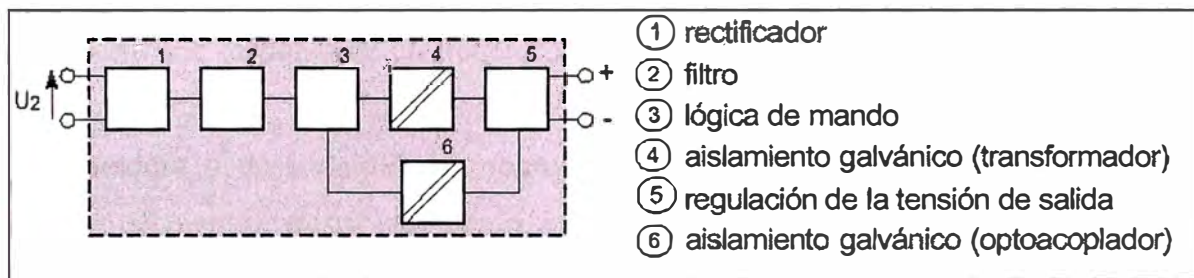 1 2 3 4 5
U2
+
-
6
1 rectificador
2 filtro
3 lógica de mando
4 aislamiento galvánico (transformador)
5 regulación de la tensión de salida
6 aislamiento galvánico (optoacoplador)